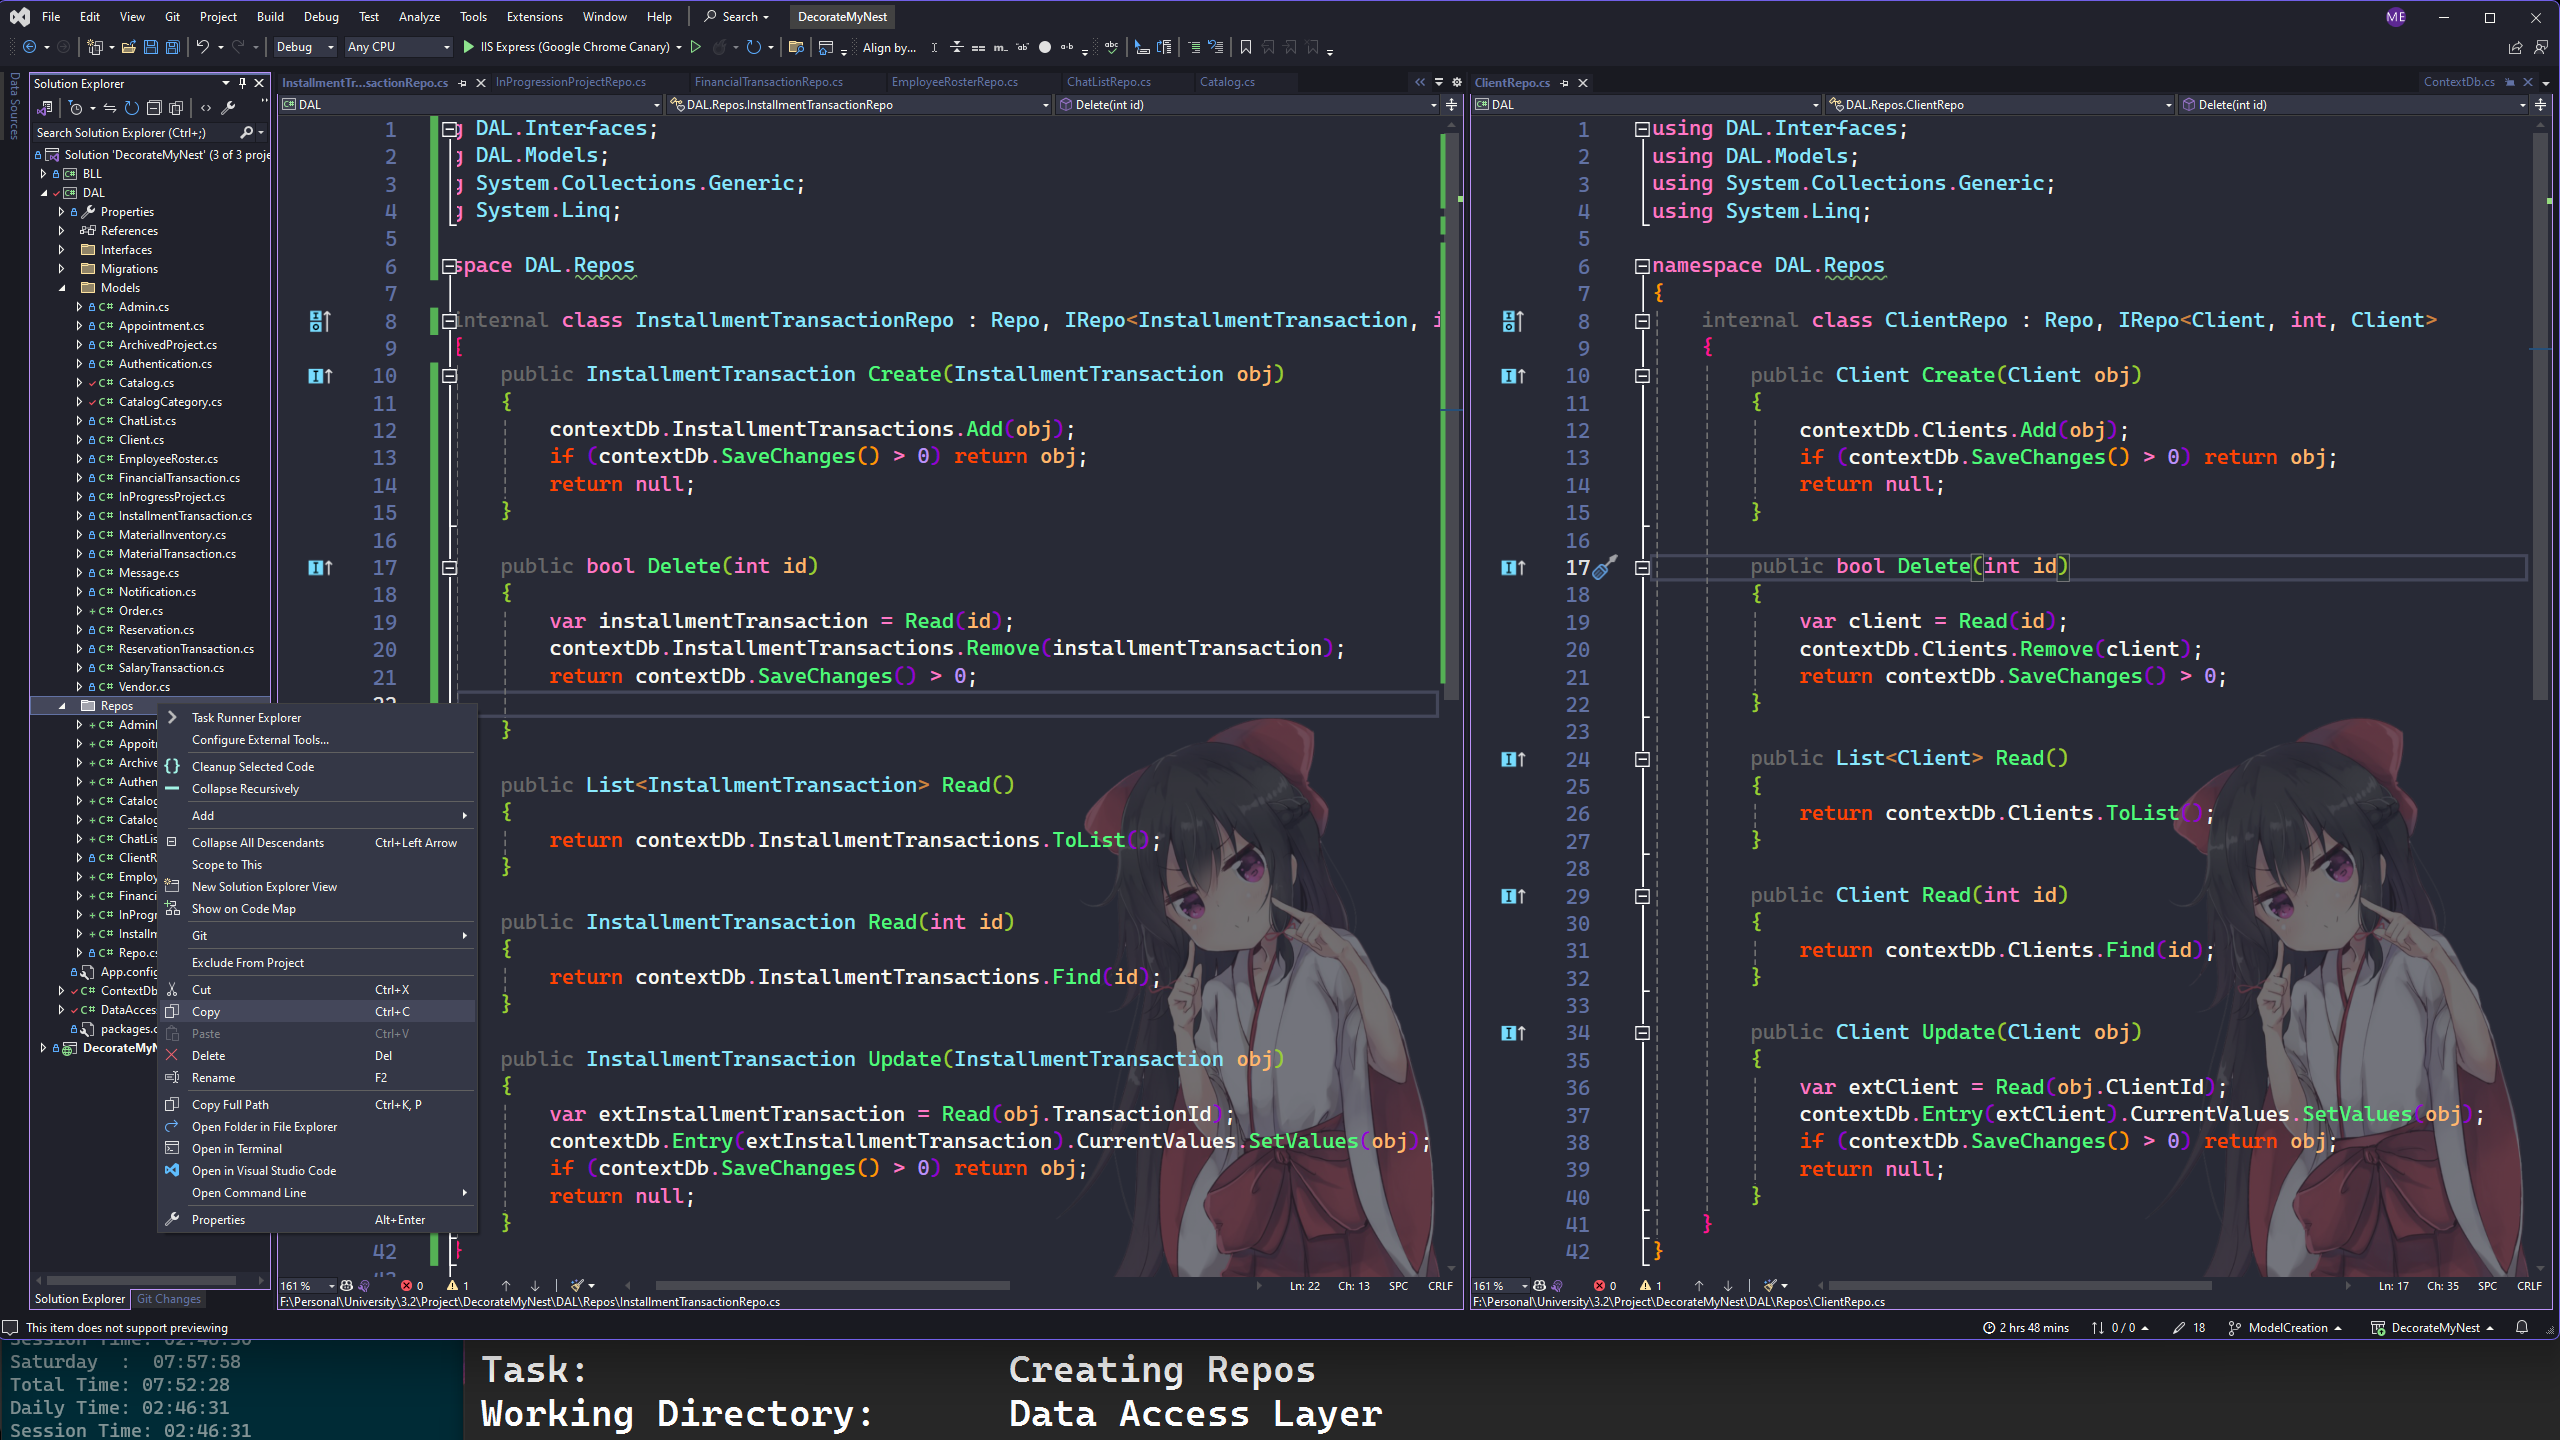 File Edit View Git Project Build Debug Test Analyze Tools Extensions Window Help Search DecorateMyNest ME
Debug Any CPU IIS Express (Google Chrome Canary) Align by...
Data Sources
Solution Explorer
Search Solution Explorer (Ctrl+;)
Solution 'DecorateMyNest' (3 of 3 proje
BLL
DAL
Properties
References
Interfaces
Migrations
Models
C# Admin.cs
C# Appointment.cs
C# ArchivedProject.cs
C# Authentication.cs
C# Catalog.cs
C# CatalogCategory.cs
C# ChatList.cs
C# Client.cs
C# EmployeeRoster.cs
C# FinancialTransaction.cs
C# InProgressProject.cs
C# InstallmentTransaction.cs
C# MaterialInventory.cs
C# MaterialTransaction.cs
C# Message.cs
C# Notification.cs
C# Order.cs
C# Reservation.cs
C# ReservationTransaction.cs
C# SalaryTransaction.cs
C# Vendor.cs
Repos
C# Admin
C# Appoi
C# Archive
C# Authen
C# Catalog
C# Catalog
C# ChatLis
C# ClientR
C# Employ
C# Financi
C# InProgr
C# Installm
C# Repo.cs
App.config
C# ContextDb
C# DataAcces
packages.c
DecorateMyN
Solution Explorer Git Changes
Task Runner Explorer
Configure External Tools...
Cleanup Selected Code
Collapse Recursively
Add
Collapse All Descendants Ctrl+Left Arrow
Scope to This
New Solution Explorer View
Show on Code Map
Git
Exclude From Project
Cut Ctrl+X
Copy Ctrl+C
Paste Ctrl+V
Delete Del
Rename F2
Copy Full Path Ctrl+K, P
Open Folder in File Explorer
Open in Terminal
Open in Visual Studio Code
Open Command Line
Properties Alt+Enter
InstallmentTr...sactionRepo.cs InProgressionProjectRepo.cs FinancialTransactionRepo.cs EmployeeRosterRepo.cs ChatListRepo.cs Catalog.cs
DAL DAL.Repos.InstallmentTransactionRepo Delete(int id)
1 g DAL.Interfaces;
2 g DAL.Models;
3 g System.Collections.Generic;
4 g System.Linq;
5
6 space DAL.Repos
7
8 internal class InstallmentTransactionRepo : Repo, IRepo<InstallmentTransaction, i
9 {
10 public InstallmentTransaction Create(InstallmentTransaction obj)
11 {
12 contextDb.InstallmentTransactions.Add(obj);
13 if (contextDb.SaveChanges() > 0) return obj;
14 return null;
15 }
16
17 public bool Delete(int id)
18 {
19 var installmentTransaction = Read(id);
20 contextDb.InstallmentTransactions.Remove(installmentTransaction);
21 return contextDb.SaveChanges() > 0;
22
}
public List<InstallmentTransaction> Read()
{
return contextDb.InstallmentTransactions.ToList();
}
public InstallmentTransaction Read(int id)
{
return contextDb.InstallmentTransactions.Find(id);
}
public InstallmentTransaction Update(InstallmentTransaction obj)
{
var extInstallmentTransaction = Read(obj.TransactionId);
contextDb.Entry(extInstallmentTransaction).CurrentValues.SetValues(obj);
if (contextDb.SaveChanges() > 0) return obj;
return null;
}
42 }
161 % 0 1 Ln: 22 Ch: 13 SPC CRLF
F:\Personal\University\3.2\Project\DecorateMyNest\DAL\Repos\InstallmentTransactionRepo.cs
ClientRepo.cs ContextDb.cs
DAL DAL.Repos.ClientRepo Delete(int id)
1 using DAL.Interfaces;
2 using DAL.Models;
3 using System.Collections.Generic;
4 using System.Linq;
5
6 namespace DAL.Repos
7 {
8 internal class ClientRepo : Repo, IRepo<Client, int, Client>
9 {
10 public Client Create(Client obj)
11 {
12 contextDb.Clients.Add(obj);
13 if (contextDb.SaveChanges() > 0) return obj;
14 return null;
15 }
16
17 public bool Delete(int id)
18 {
19 var client = Read(id);
20 contextDb.Clients.Remove(client);
21 return contextDb.SaveChanges() > 0;
22 }
23
24 public List<Client> Read()
25 {
26 return contextDb.Clients.ToList();
27 }
28
29 public Client Read(int id)
30 {
31 return contextDb.Clients.Find(id);
32 }
33
34 public Client Update(Client obj)
35 {
36 var extClient = Read(obj.ClientId);
37 contextDb.Entry(extClient).CurrentValues.SetValues(obj);
38 if (contextDb.SaveChanges() > 0) return obj;
39 return null;
40 }
41 }
42 }
161 % 0 1 Ln: 17 Ch: 35 SPC CRLF
F:\Personal\University\3.2\Project\DecorateMyNest\DAL\Repos\ClientRepo.cs
This item does not support previewing 2 hrs 48 mins 0 / 0 18 ModelCreation DecorateMyNest
Saturday : 07:57:58
Total Time: 07:52:28
Daily Time: 02:46:31
Session Time: 02:46:31
Task: Creating Repos
Working Directory: Data Access Layer